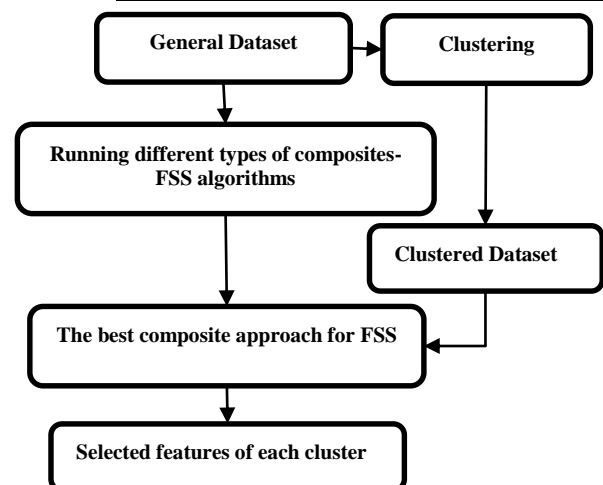 General Dataset
Clustering
Running different types of composites-
FSS algorithms
Clustered Dataset
The best composite approach for FSS
Selected features of each cluster